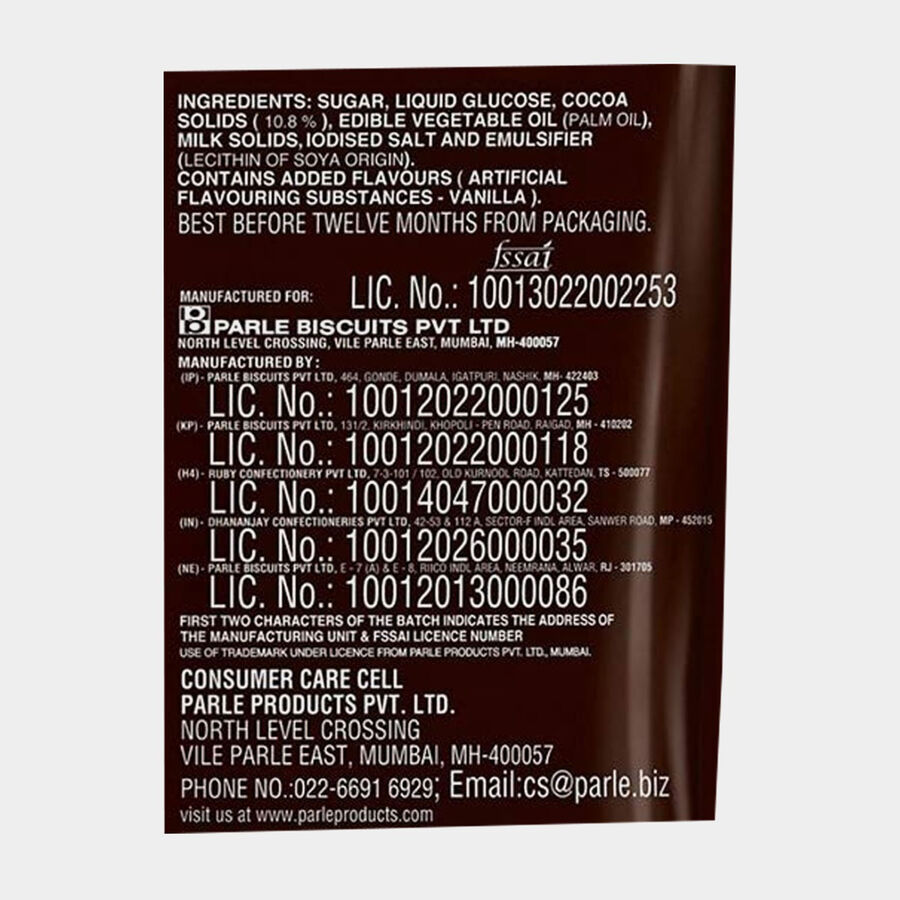 INGREDIENTS: SUGAR, LIQUID GLUCOSE, COCOA
SOLIDS ( 10.8 % ), EDIBLE VEGETABLE OIL (PALM OIL),
MILK SOLIDS, IODISED SALT AND EMULSIFIER
(LECITHIN OF SOYA ORIGIN).
CONTAINS ADDED FLAVOURS ( ARTIFICIAL
FLAVOURING SUBSTANCES - VANILLA ).
BEST BEFORE TWELVE MONTHS FROM PACKAGING.
fssai
MANUFACTURED FOR: LIC. No.: 10013022002253
PARLE BISCUITS PVT LTD
NORTH LEVEL CROSSING, VILE PARLE EAST, MUMBAI, MH-400057
MANUFACTURED BY :
(IP) - PARLE BISCUITS PVT LTD, 464, GONDE, DUMALA, IGATPURI, NASHIK, MH- 422403
LIC. No.: 10012022000125
(KP) - PARLE BISCUITS PVT LTD, 131/2, KIRKHINDI, KHOPOLI - PEN ROAD, RAIGAD, MH - 410202
LIC. No.: 10012022000118
(H4) - RUBY CONFECTIONERY PVT LTD, 7-3-101 / 102, OLD KURNOOL ROAD, KATTEDAN, TS - 500077
LIC. No.: 10014047000032
(IN) - DHANANJAY CONFECTIONERIES PVT LTD, 42-53 & 112 A, SECTOR-F INDL AREA, SANWER ROAD, MP - 452015
LIC. No.: 10012026000035
(NE) - PARLE BISCUITS PVT LTD, E - 7 (A) & E - 8, RIICO INDL AREA, NEEMRANA, ALWAR, RJ - 301705
LIC. No.: 10012013000086
FIRST TWO CHARACTERS OF THE BATCH INDICATES THE ADDRESS OF
THE MANUFACTURING UNIT & FSSAI LICENCE NUMBER
USE OF TRADEMARK UNDER LICENCE FROM PARLE PRODUCTS PVT. LTD., MUMBAI.
CONSUMER CARE CELL
PARLE PRODUCTS PVT. LTD.
NORTH LEVEL CROSSING
VILE PARLE EAST, MUMBAI, MH-400057
PHONE NO.:022-6691 6929; Email:cs@parle.biz
visit us at www.parleproducts.com